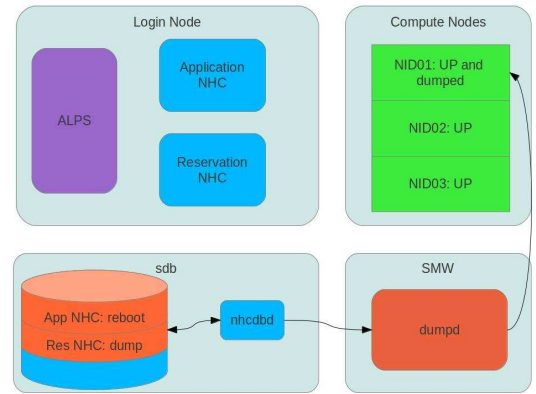 Login Node
ALPS
Application
NHC
Reservation
NHC
Compute Nodes
NID01: UP and
dumped
NID02: UP
NID03: UP
sdb
App NHC: reboot
Res NHC: dump
nhcdbd
SMW
dumpd